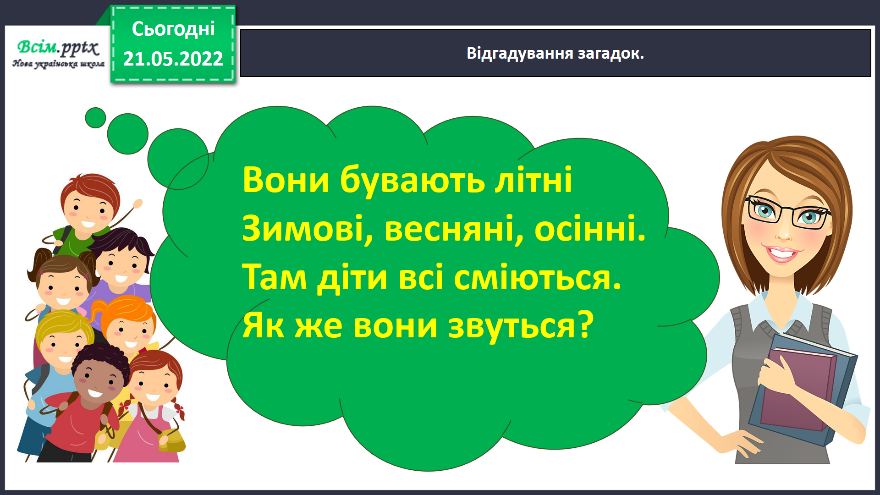 Всім.pptx
Нова українська школа
Сьогодні
21.05.2022
Відгадування загадок.
Вони бувають літні
Зимові, весняні, осінні.
Там діти всі сміються.
Як же вони звуться?